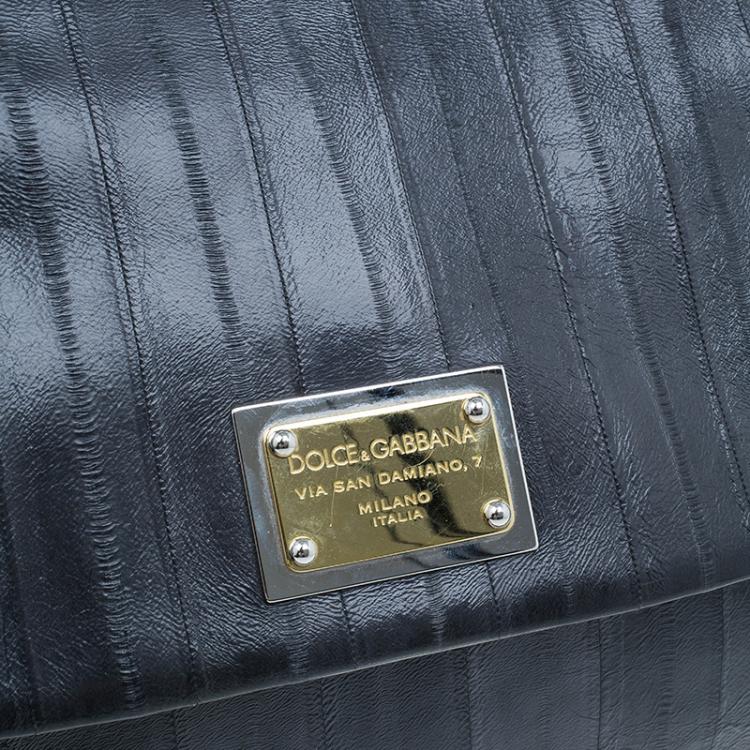 DOLCE&GABBANA
VIA SAN DAMIANO, 7
MILANO
ITALIA